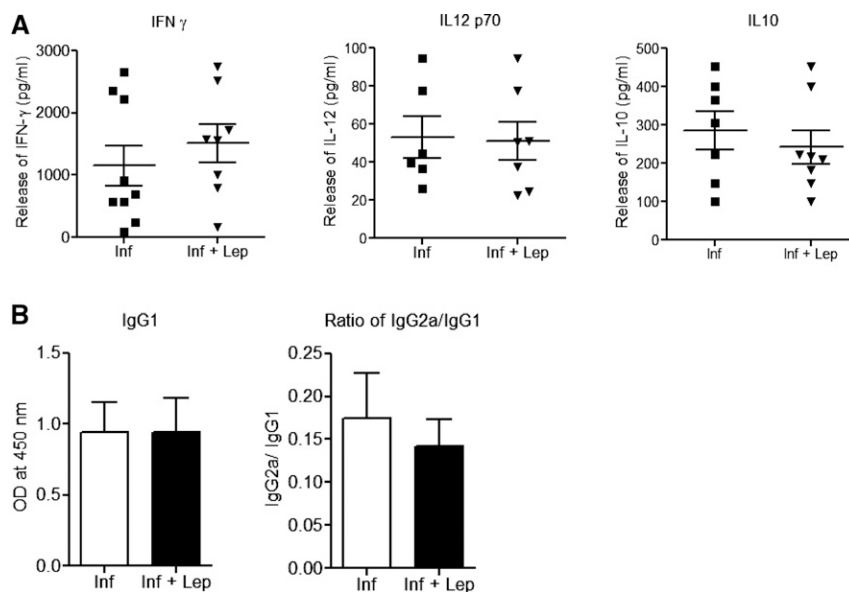 A
IFN γ
Release of IFN-γ (pg/ml)
3000
2000
1000
0
Inf
Inf + Lep
IL12 p70
Release of IL-12 (pg/ml)
100
80
60
40
20
0
Inf
Inf + Lep
IL10
Release of IL-10 (pg/ml)
500
400
300
200
100
0
Inf
Inf + Lep
B
IgG1
OD at 450 nm
1.5
1.0
0.5
0.0
Inf
Inf + Lep
Ratio of IgG2a/IgG1
IgG2a/ IgG1
0.25
0.20
0.15
0.10
0.05
0.00
Inf
Inf + Lep